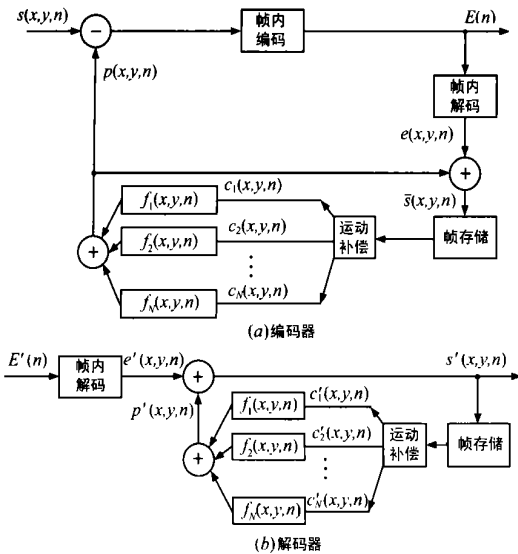 s(x,y,n)
−
帧内
编码
E(n)
p(x,y,n)
帧内
解码
e(x,y,n)
+
s̄(x,y,n)
f₁(x,y,n)
c₁(x,y,n)
f₂(x,y,n)
c₂(x,y,n)
运动
补偿
帧存储
+
⋮
f_N(x,y,n)
c_N(x,y,n)
(a)编码器
E′(n)
帧内
解码
e′(x,y,n)
+
s′(x,y,n)
p′(x,y,n)
f₁(x,y,n)
c′₁(x,y,n)
f₂(x,y,n)
c′₂(x,y,n)
运动
补偿
帧存储
+
⋮
f_N(x,y,n)
c′_N(x,y,n)
(b)解码器